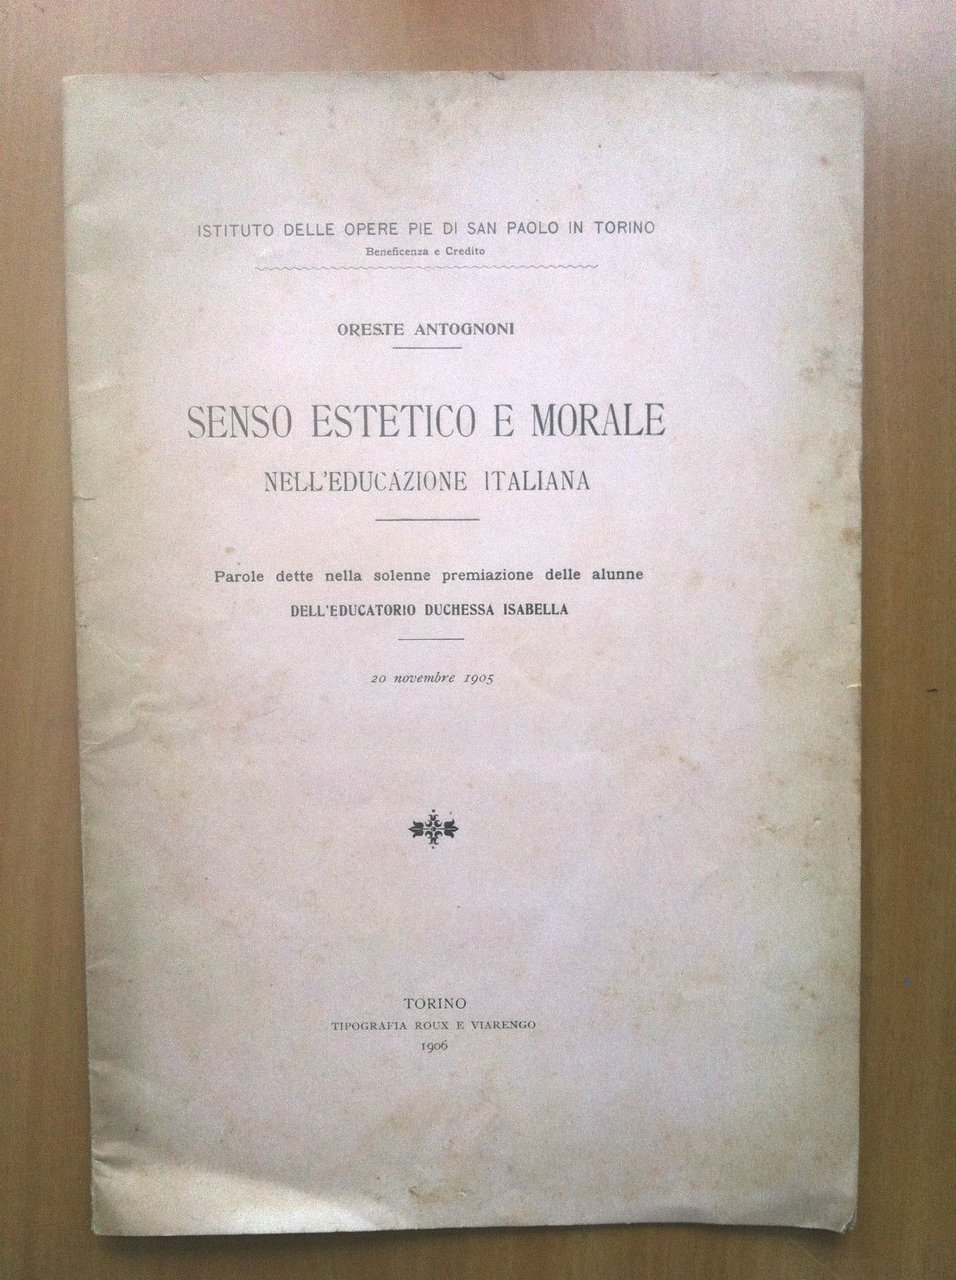 ISTITUTO DELLE OPERE PIE DI SAN PAOLO IN TORINO
Beneficenza e Credito
ORESTE ANTOGNONI
SENSO ESTETICO E MORALE
NELL'EDUCAZIONE ITALIANA
Parole dette nella solenne premiazione delle alunne
DELL'EDUCATORIO DUCHESSA ISABELLA
20 novembre 1905
TORINO
TIPOGRAFIA ROUX E VIARENGO
1906